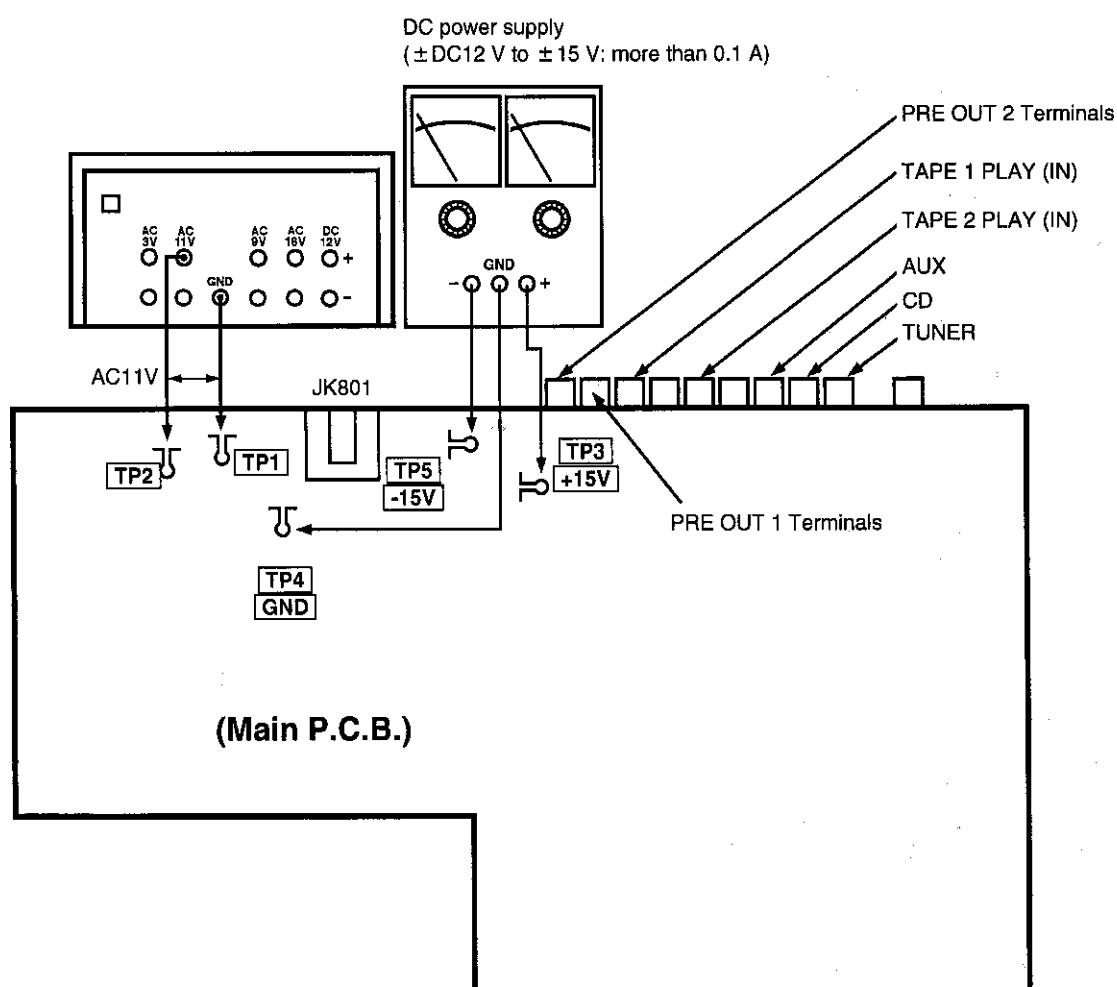 DC power supply
(±DC12 V to ±15 V: more than 0.1 A)
PRE OUT 2 Terminals
TAPE 1 PLAY (IN)
TAPE 2 PLAY (IN)
AUX
CD
TUNER
AC 3V
AC 11V
AC 9V
AC 18V
DC 12V
+
GND
-
GND
- +
AC11V
JK801
TP2
TP1
TP5
-15V
TP3
+15V
PRE OUT 1 Terminals
TP4
GND
(Main P.C.B.)